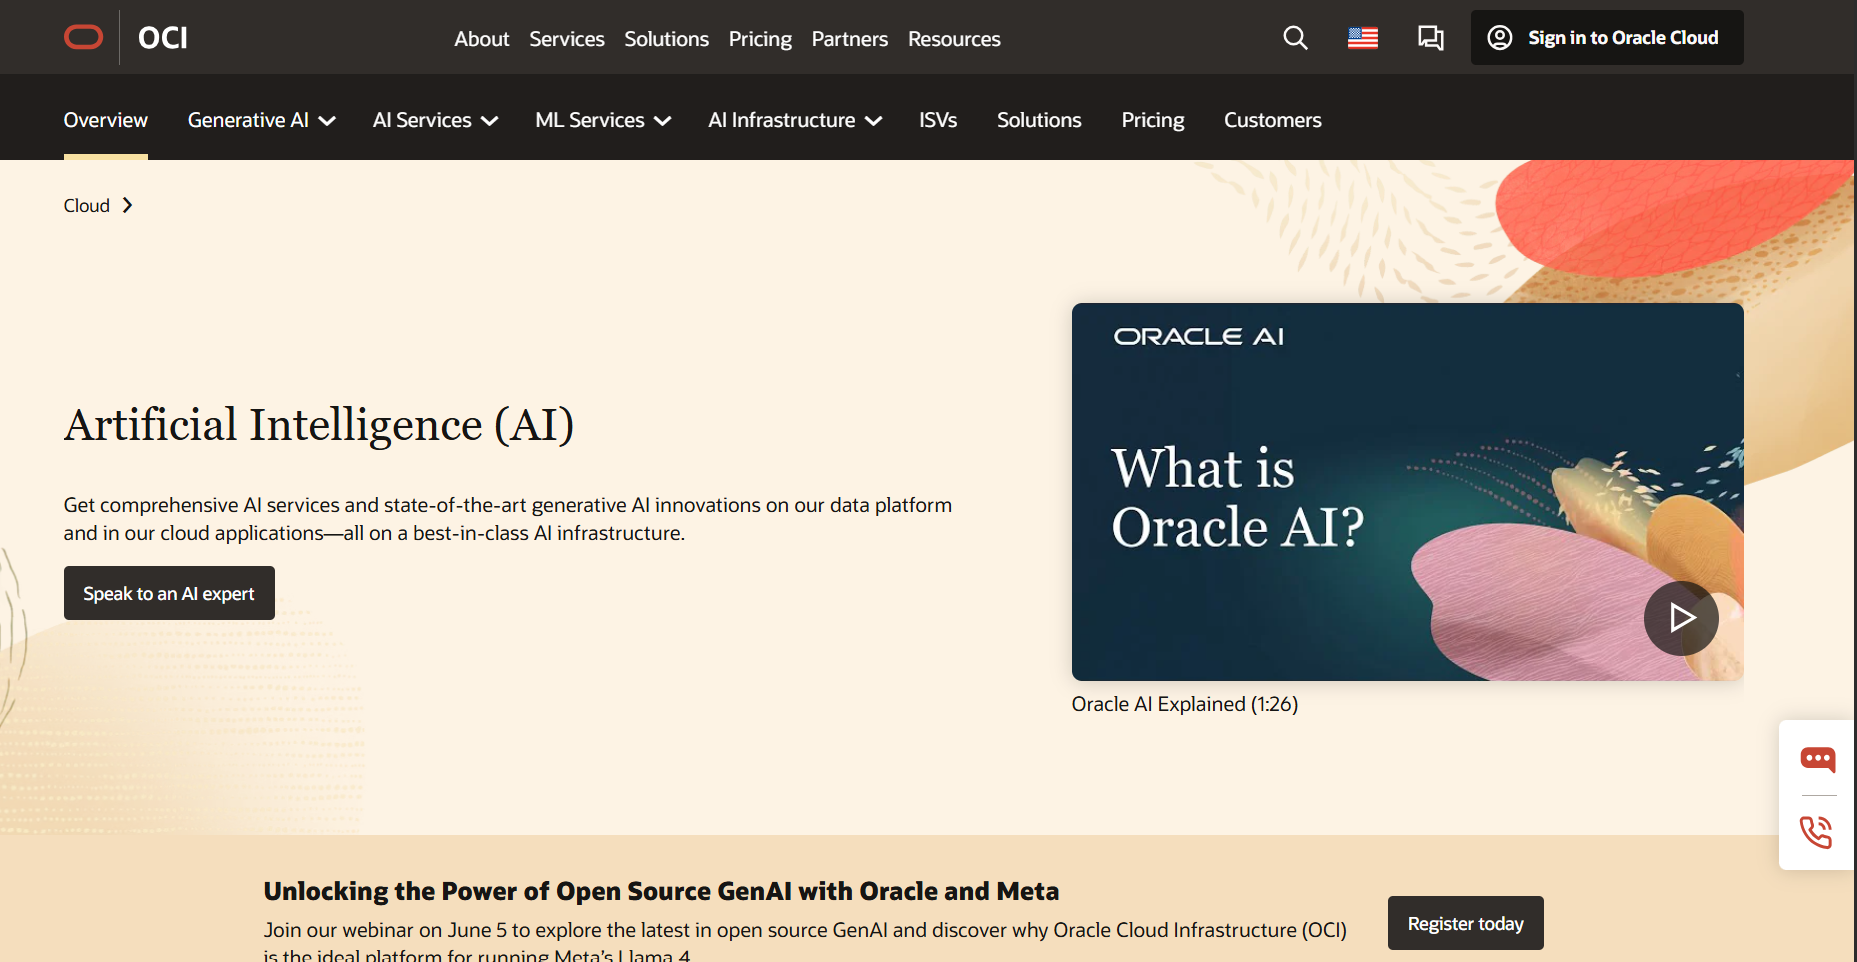 OCI
About Services Solutions Pricing Partners Resources
Sign in to Oracle Cloud
Overview Generative AI AI Services ML Services AI Infrastructure ISVs Solutions Pricing Customers
Cloud
Artificial Intelligence (AI)
Get comprehensive AI services and state-of-the-art generative AI innovations on our data platform
and in our cloud applications—all on a best-in-class AI infrastructure.
Speak to an AI expert
ORACLE AI
What is
Oracle AI?
Oracle AI Explained (1:26)
Unlocking the Power of Open Source GenAI with Oracle and Meta
Join our webinar on June 5 to explore the latest in open source GenAI and discover why Oracle Cloud Infrastructure (OCI)
is the ideal platform for running Meta’s Llama 4.
Register today